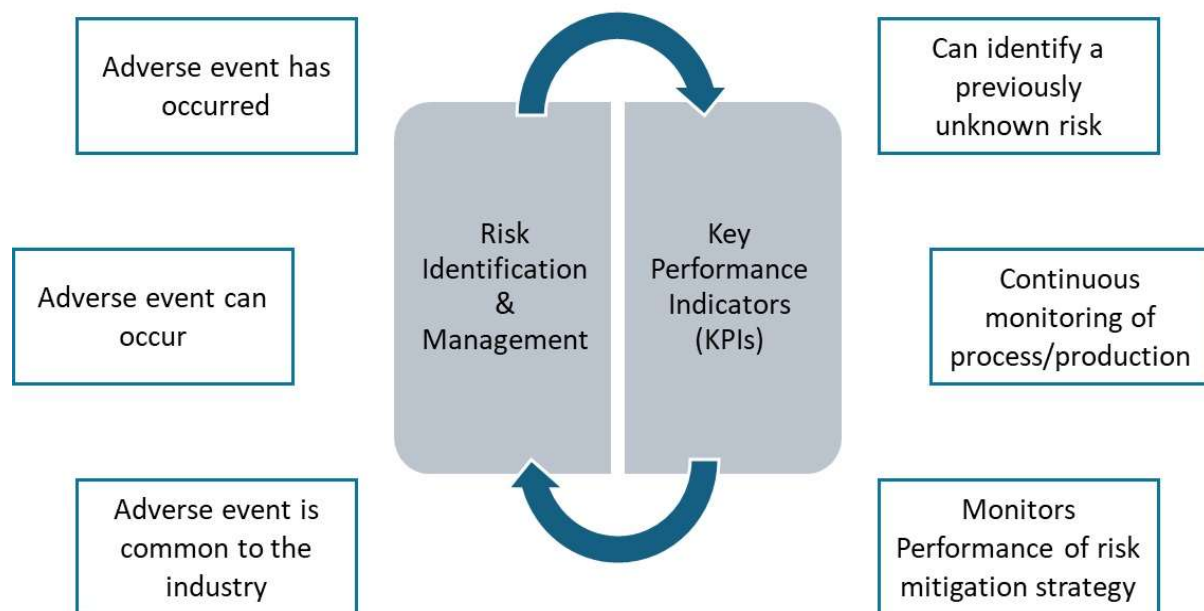 Adverse event has
occurred
Adverse event can
occur
Adverse event is
common to the
industry
Risk
Identification
&
Management
Key
Performance
Indicators
(KPIs)
Can identify a
previously
unknown risk
Continuous
monitoring of
process/production
Monitors
Performance of risk
mitigation strategy